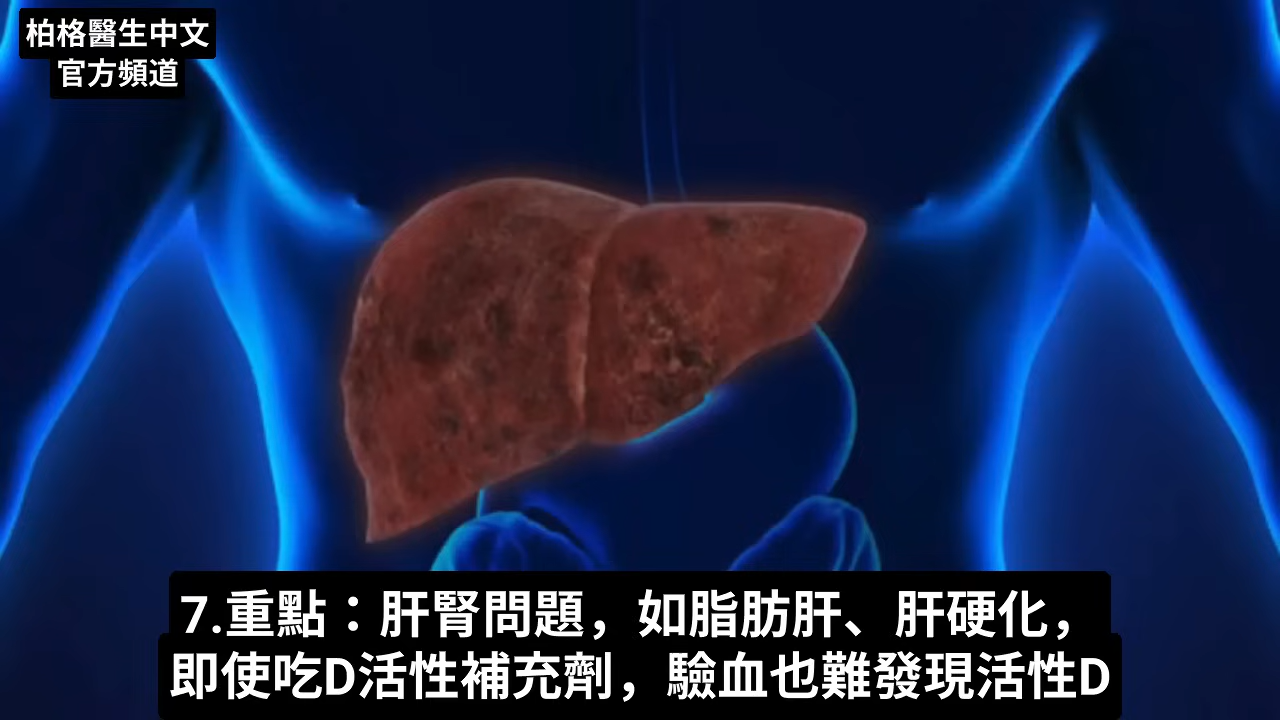 柏格醫生中文
官方頻道
7.重點：肝腎問題，如脂肪肝、肝硬化，
即使吃D活性補充劑，驗血也難發現活性D